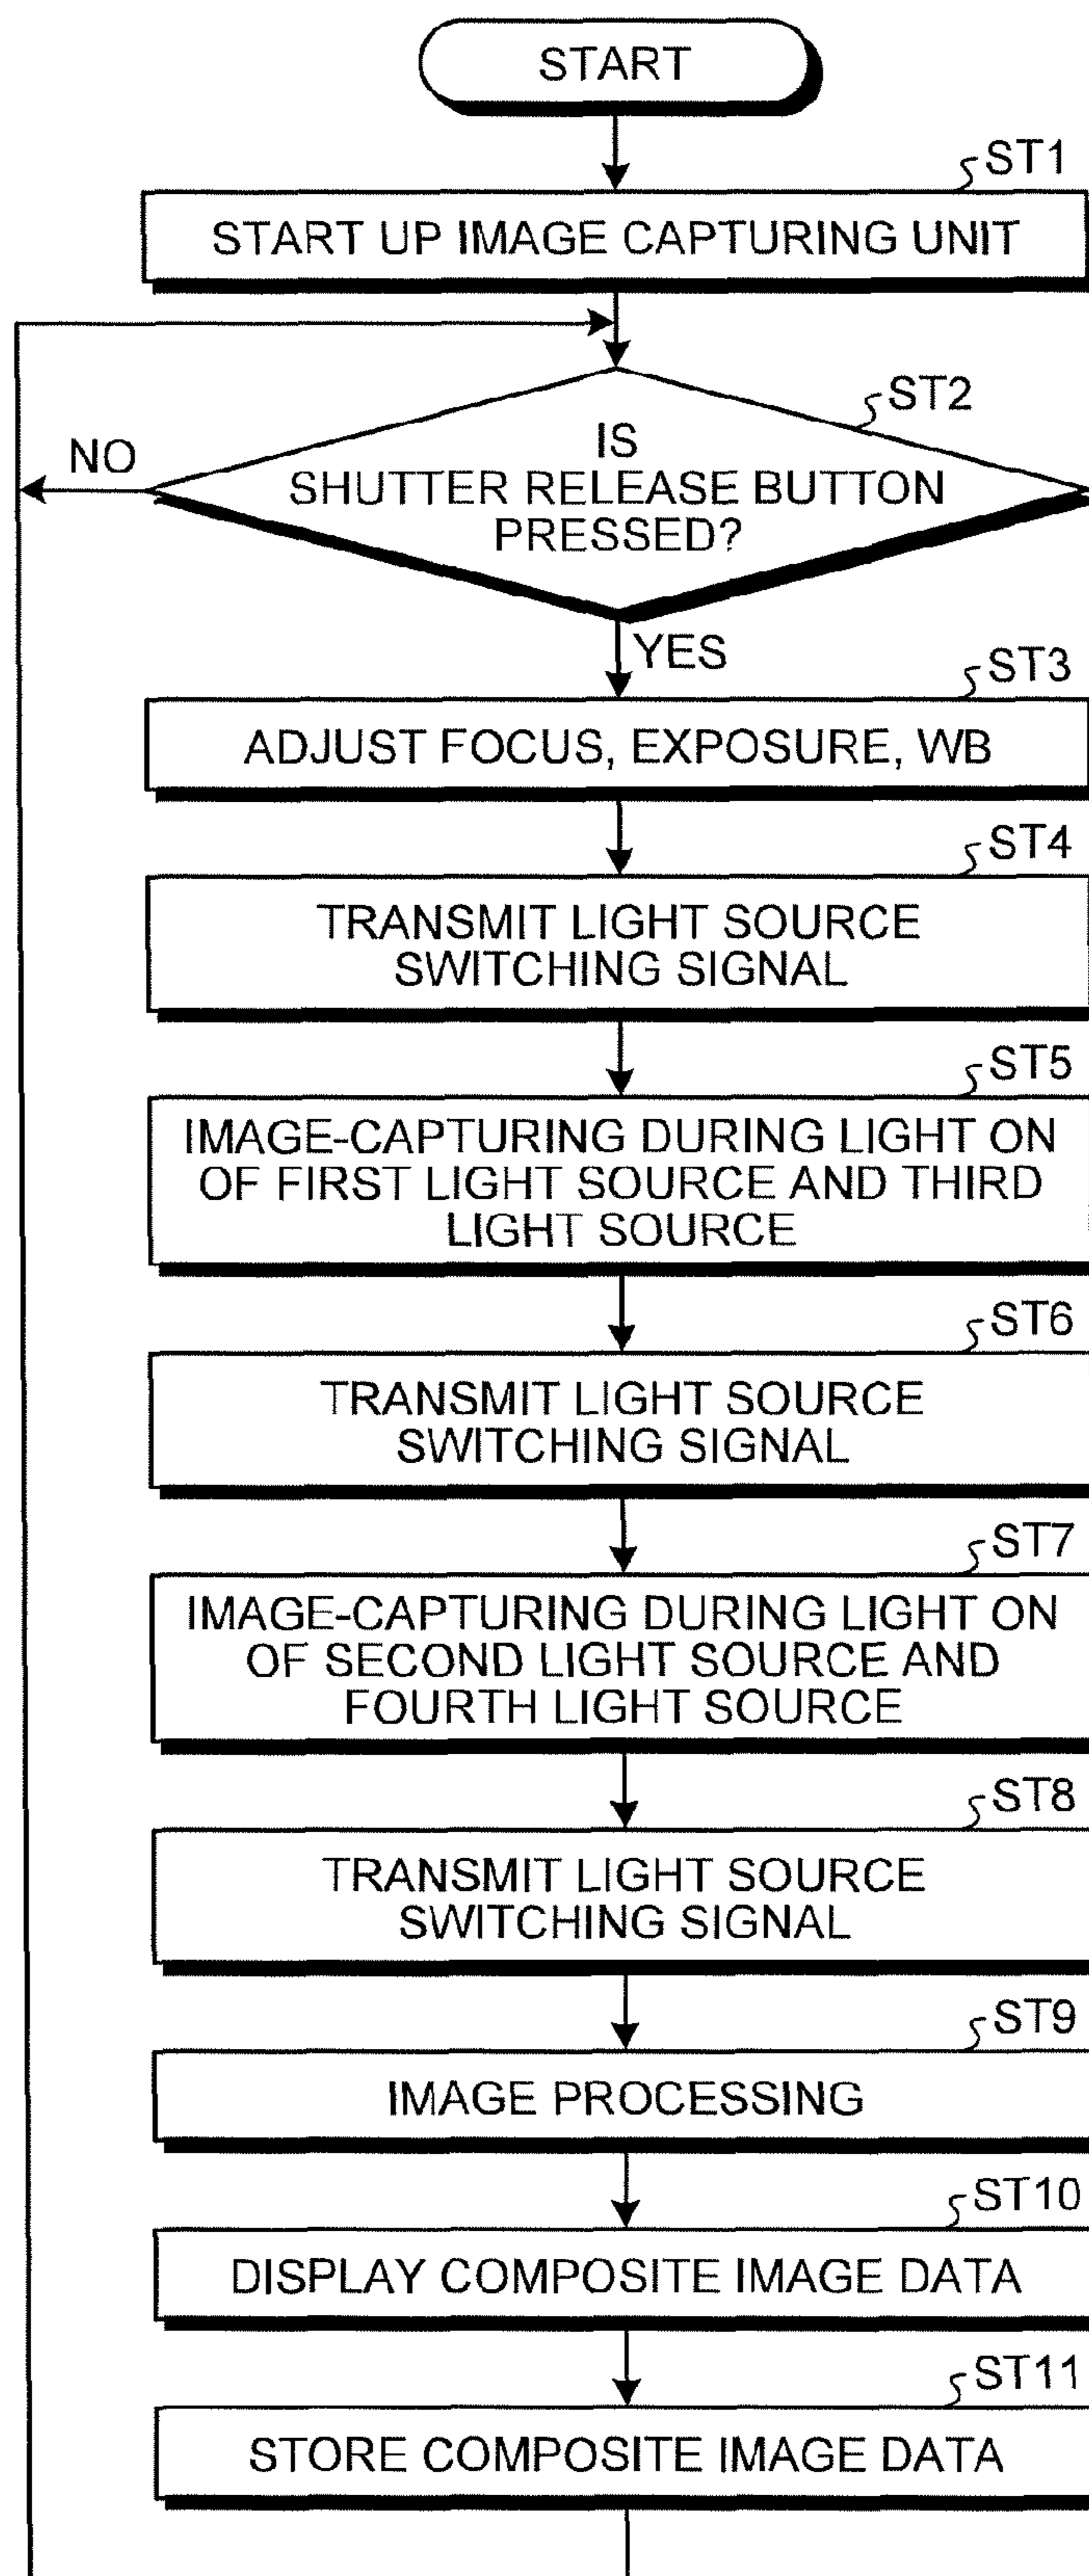 START
ST1
START UP IMAGE CAPTURING UNIT
ST2
NO
IS
SHUTTER RELEASE BUTTON
PRESSED?
YES
ST3
ADJUST FOCUS, EXPOSURE, WB
ST4
TRANSMIT LIGHT SOURCE
SWITCHING SIGNAL
ST5
IMAGE-CAPTURING DURING LIGHT ON
OF FIRST LIGHT SOURCE AND THIRD
LIGHT SOURCE
ST6
TRANSMIT LIGHT SOURCE
SWITCHING SIGNAL
ST7
IMAGE-CAPTURING DURING LIGHT ON
OF SECOND LIGHT SOURCE AND
FOURTH LIGHT SOURCE
ST8
TRANSMIT LIGHT SOURCE
SWITCHING SIGNAL
ST9
IMAGE PROCESSING
ST10
DISPLAY COMPOSITE IMAGE DATA
ST11
STORE COMPOSITE IMAGE DATA